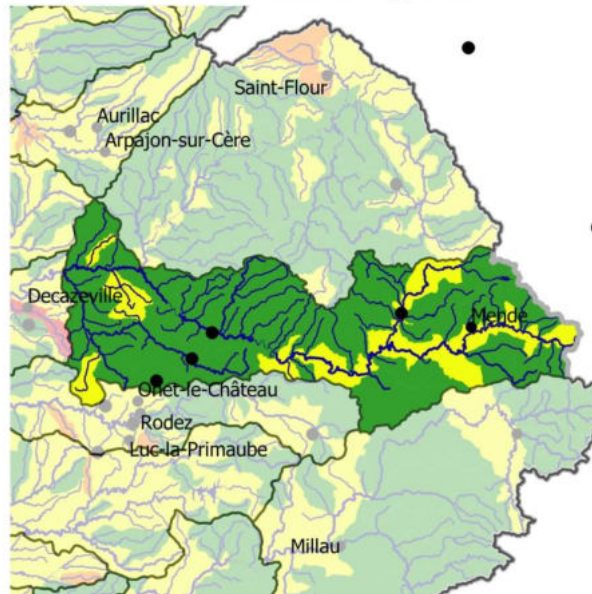 Saint-Flour
Aurillac
Arpajon-sur-Cère
Decazeville
Mende
Onet-le-Château
Rodez
Luc-la-Primaube
Millau